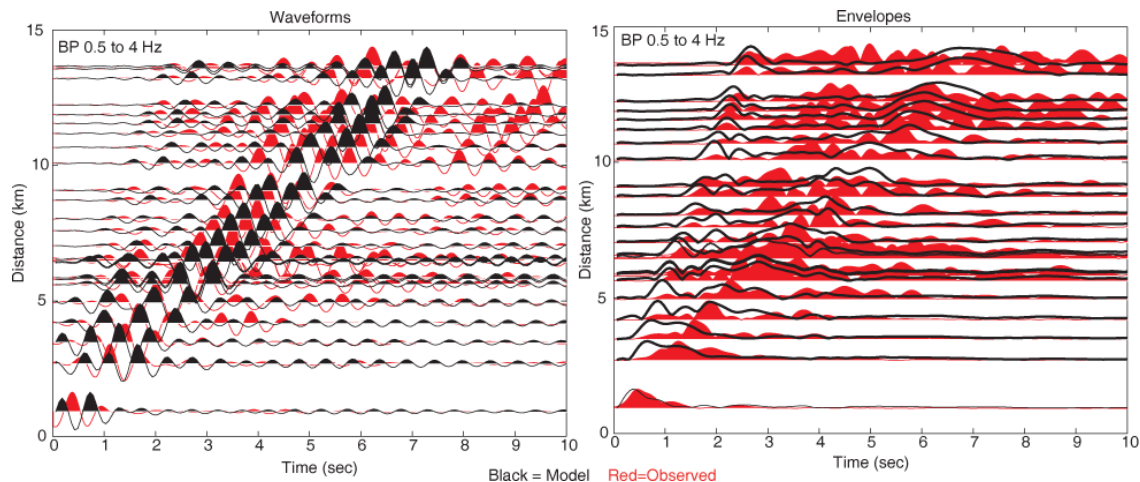 Waveforms
BP 0.5 to 4 Hz
15
10
5
0
Distance (km)
0 1 2 3 4 5 6 7 8 9 10
Time (sec)
Envelopes
BP 0.5 to 4 Hz
15
10
5
0
Distance (km)
0 1 2 3 4 5 6 7 8 9 10
Time (sec)
Black = Model Red=Observed